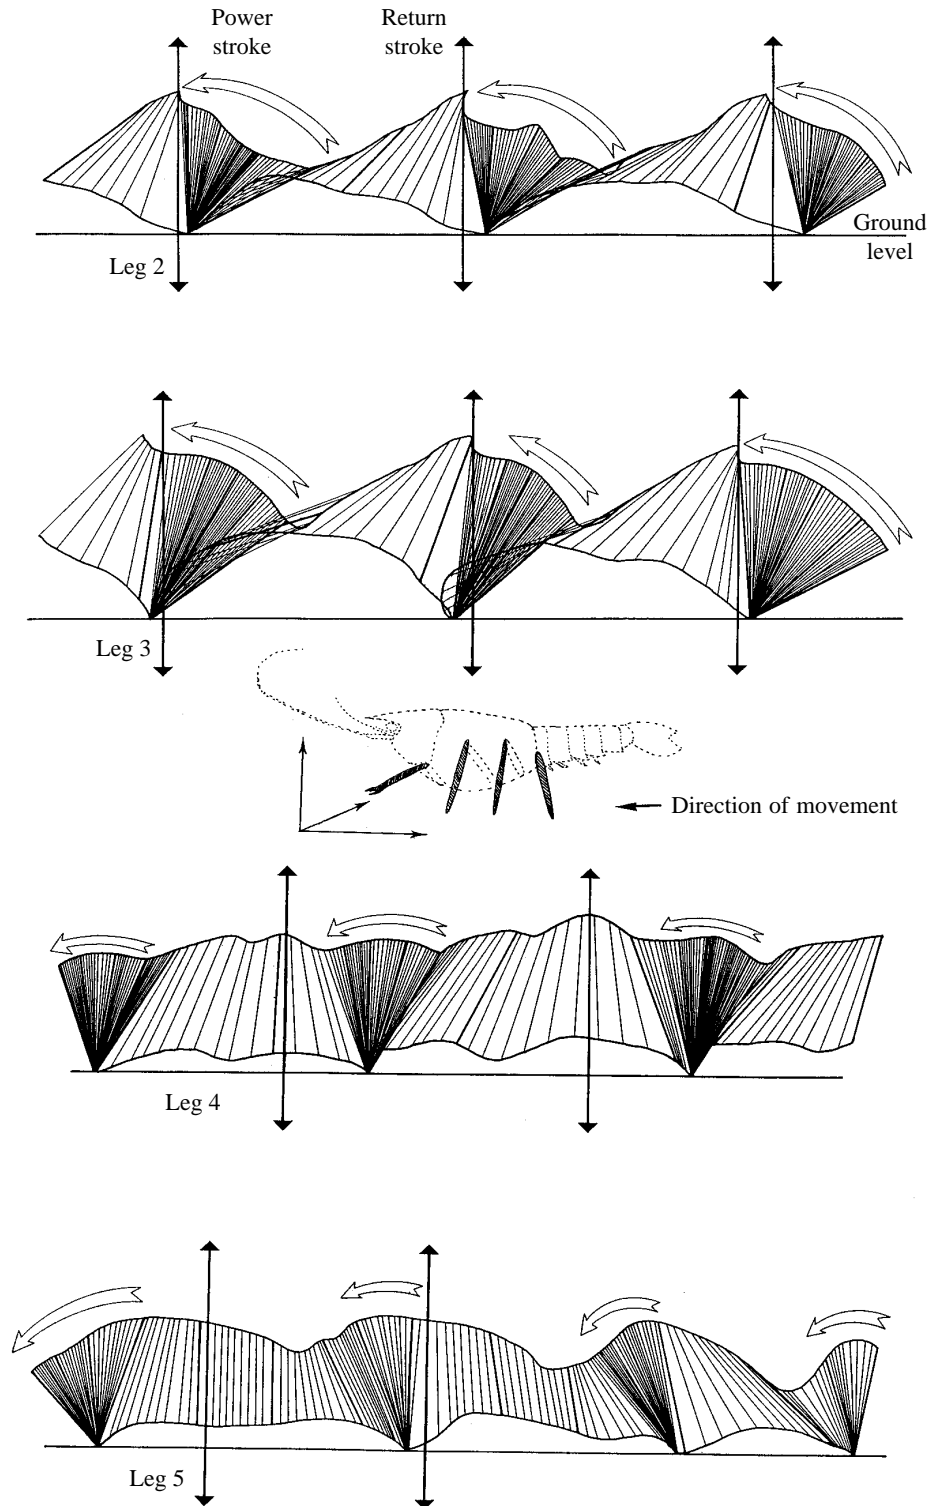 Power
stroke
Return
stroke
Ground
level
Leg 2
Leg 3
Direction of movement
Leg 4
Leg 5